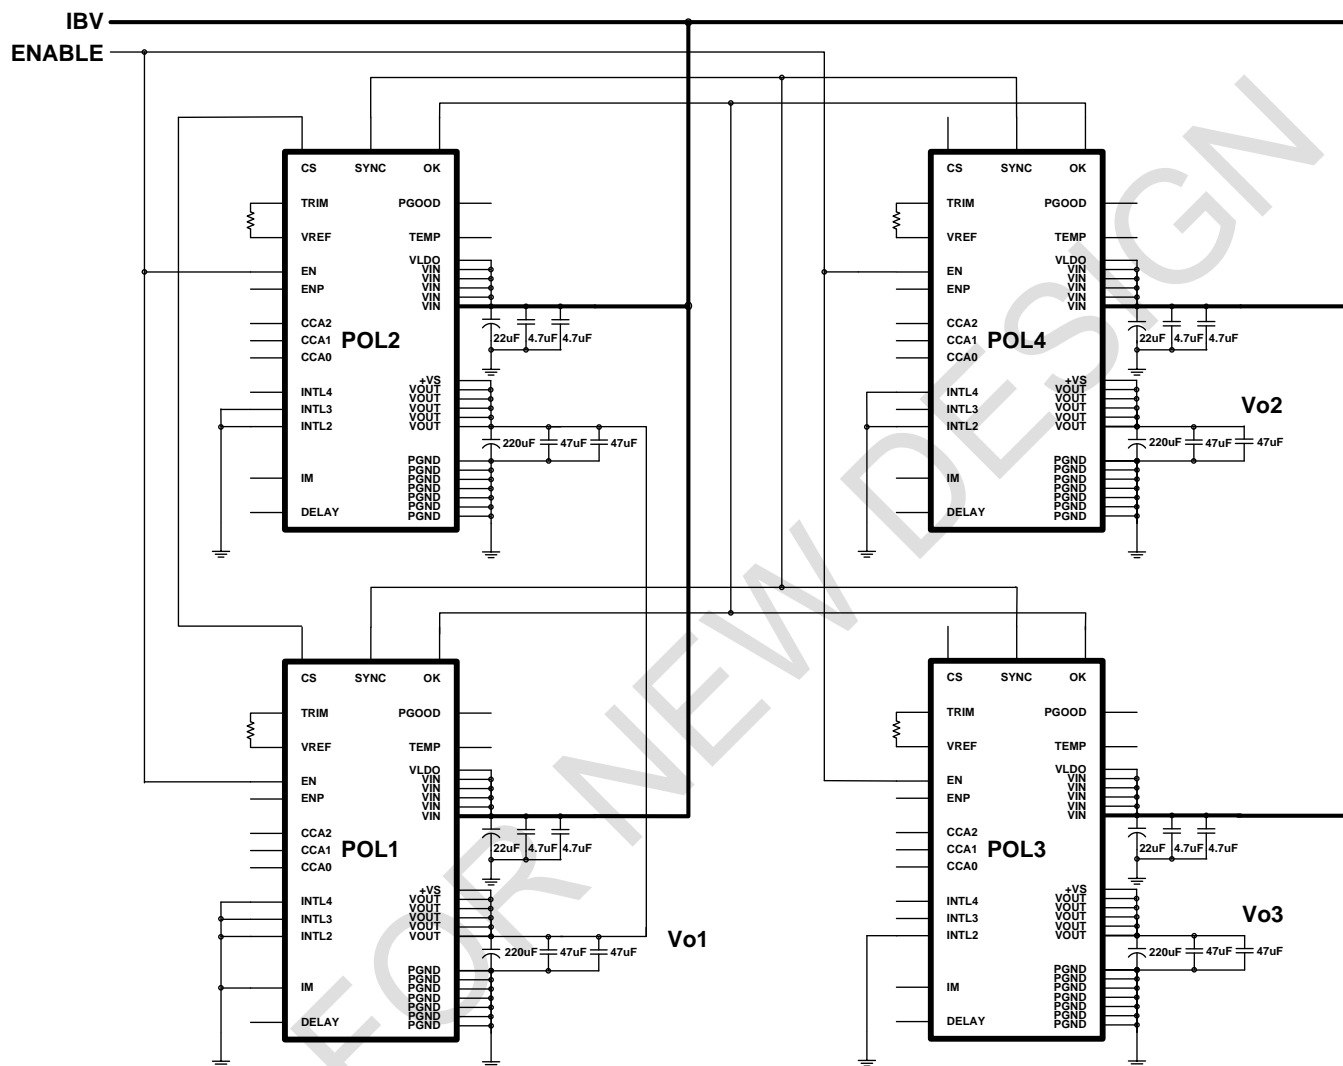 IBV
ENABLE
CS SYNC OK
TRIM PGOOD
VREF TEMP
VLDO
EN VIN
VIN
ENP VIN
VIN
VIN
CCA2
CCA1 POL2 22uF 4.7uF 4.7uF
CCA0
+VS
INTL4 VOUT
VOUT
INTL3 VOUT
VOUT
INTL2 VOUT
220uF 47uF 47uF
PGND
PGND
IM PGND
PGND
PGND
PGND
DELAY PGND
CS SYNC OK
TRIM PGOOD
VREF TEMP
VLDO
EN VIN
VIN
ENP VIN
VIN
VIN
CCA2
CCA1 POL4 22uF 4.7uF 4.7uF
CCA0
+VS
INTL4 VOUT
VOUT
INTL3 VOUT Vo2
VOUT
INTL2 VOUT
220uF 47uF 47uF
PGND
PGND
IM PGND
PGND
PGND
PGND
DELAY PGND
CS SYNC OK
TRIM PGOOD
VREF TEMP
VLDO
EN VIN
VIN
ENP VIN
VIN
VIN
CCA2
CCA1 POL1 22uF 4.7uF 4.7uF
CCA0
+VS
INTL4 VOUT
VOUT
INTL3 VOUT
VOUT
INTL2 VOUT Vo1
220uF 47uF 47uF
PGND
PGND
IM PGND
PGND
PGND
PGND
DELAY PGND
CS SYNC OK
TRIM PGOOD
VREF TEMP
VLDO
EN VIN
VIN
ENP VIN
VIN
VIN
CCA2
CCA1 POL3 22uF 4.7uF 4.7uF
CCA0
+VS
INTL4 VOUT
VOUT
INTL3 VOUT Vo3
VOUT
INTL2 VOUT
220uF 47uF 47uF
PGND
PGND
IM PGND
PGND
PGND
PGND
DELAY PGND
FOR NEW DESIGN